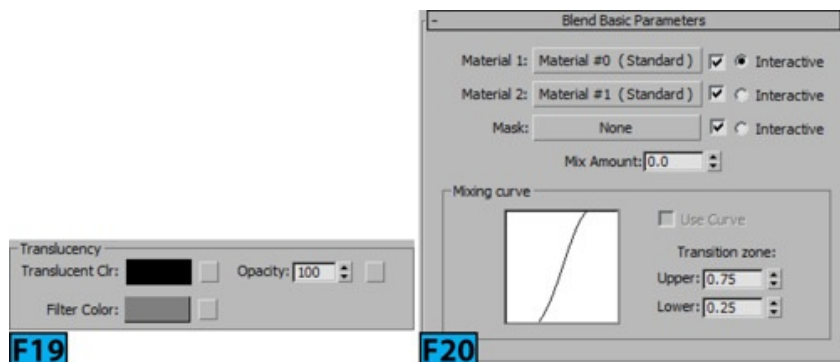 - Blend Basic Parameters
Material 1: Material #0 ( Standard ) Interactive
Material 2: Material #1 ( Standard ) Interactive
Mask: None Interactive
Mix Amount: 0.0
Mixing curve
Use Curve
Transition zone:
Upper: 0.75
Lower: 0.25
Translucency
Translucent Clr: Opacity: 100
Filter Color:
F19 F20